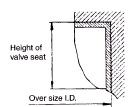 Height of
valve seat
Over size I.D.